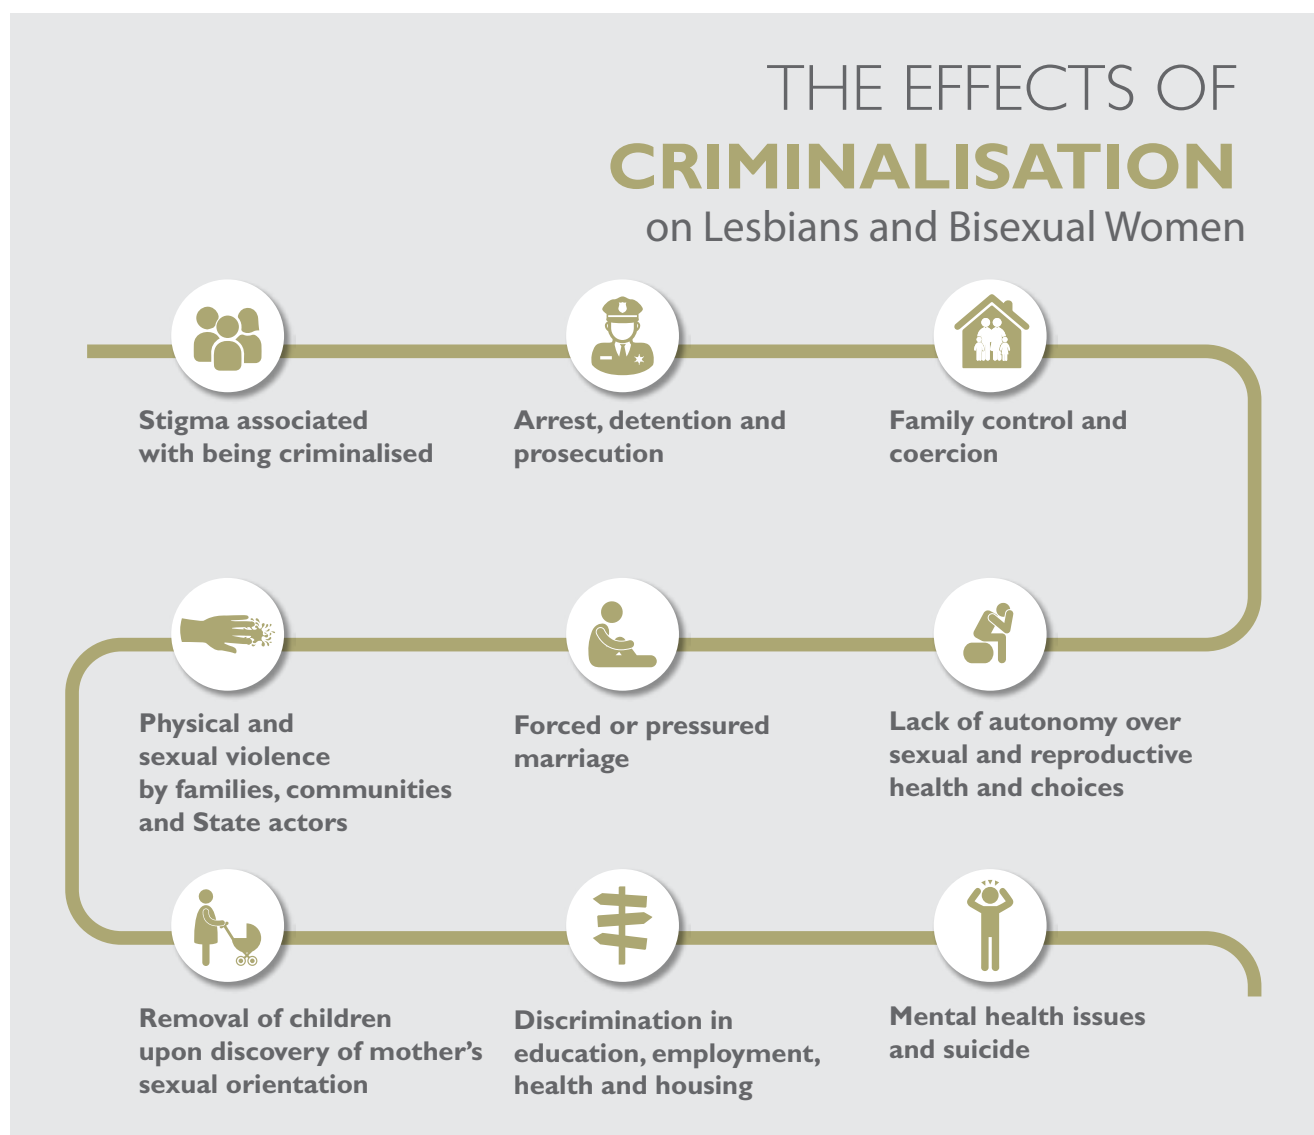 THE EFFECTS OF
CRIMINALISATION
on Lesbians and Bisexual Women
Stigma associated
with being criminalised
Arrest, detention and
prosecution
Family control and
coercion
Physical and
sexual violence
by families, communities
and State actors
Forced or pressured
marriage
Lack of autonomy over
sexual and reproductive
health and choices
Removal of children
upon discovery of mother’s
sexual orientation
Discrimination in
education, employment,
health and housing
Mental health issues
and suicide